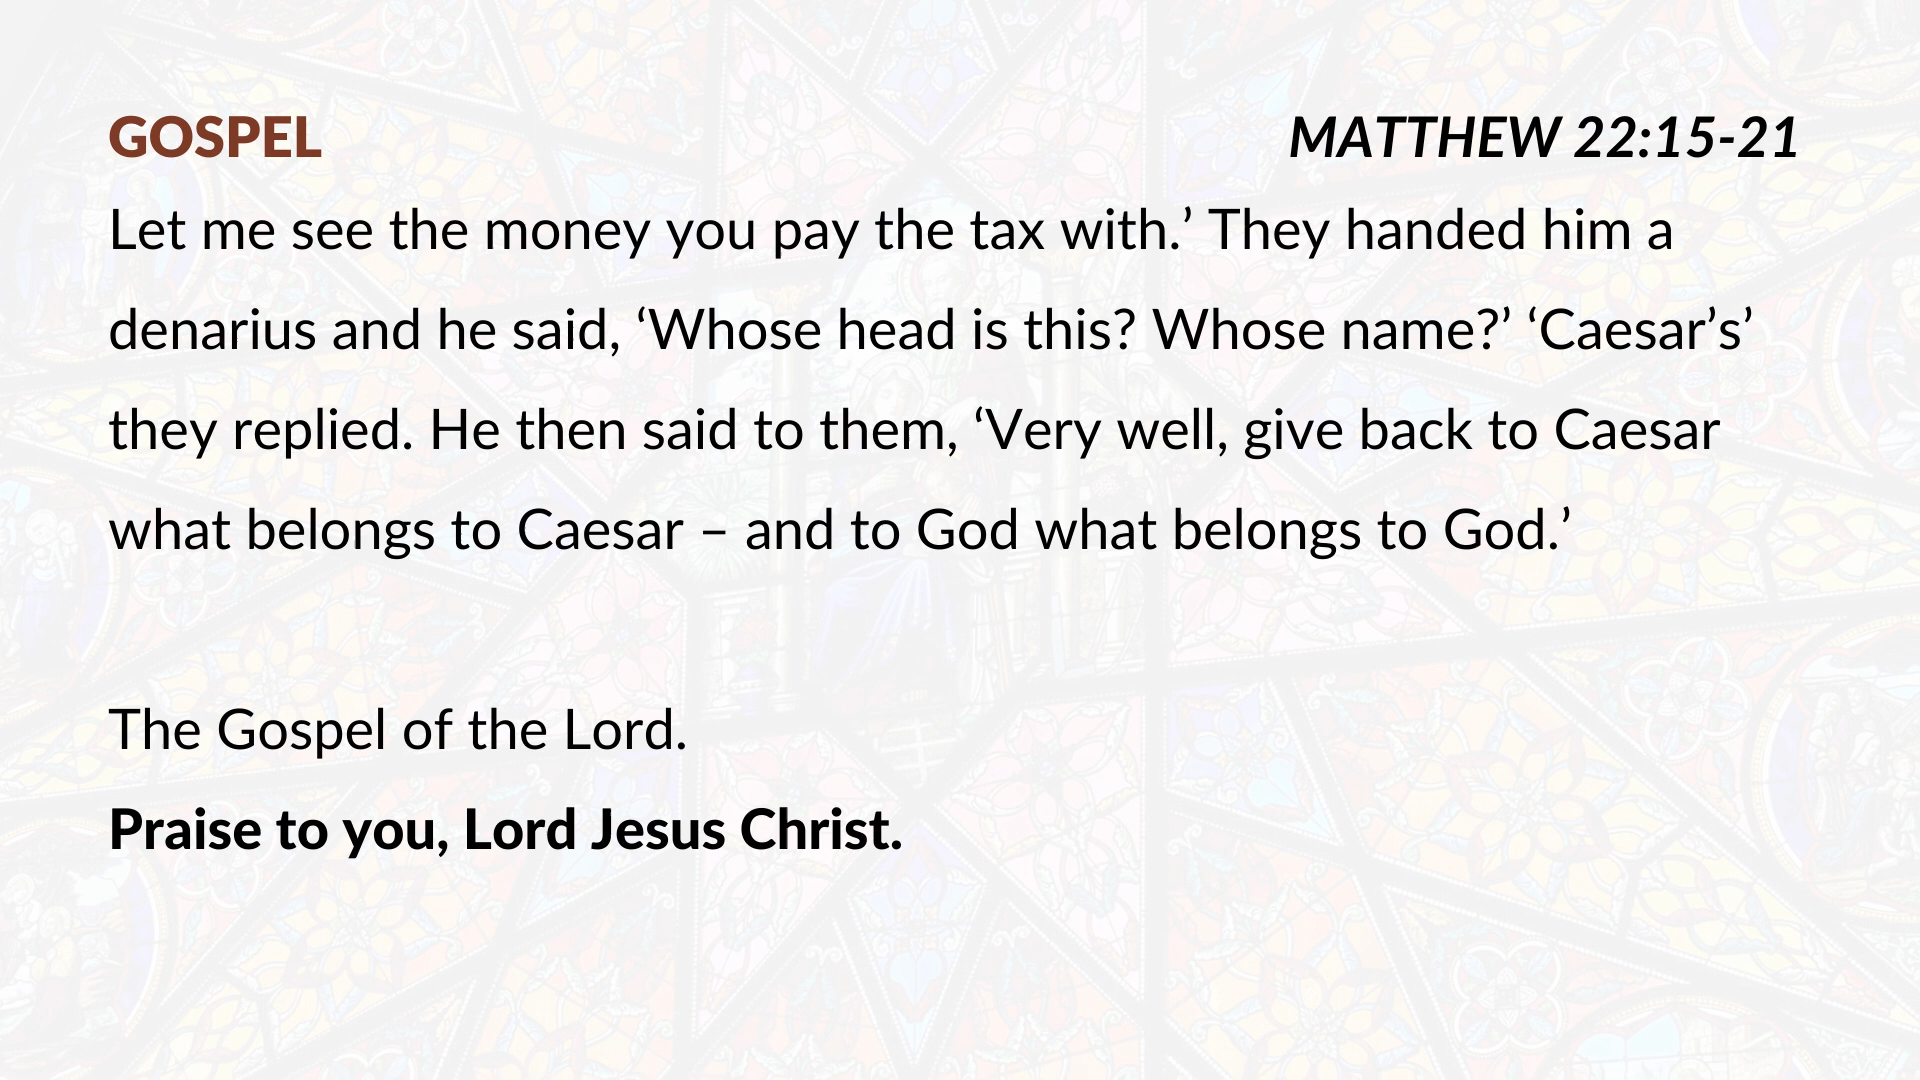 GOSPEL MATTHEW 22:15-21
Let me see the money you pay the tax with.’ They handed him a
denarius and he said, ‘Whose head is this? Whose name?’ ‘Caesar’s’
they replied. He then said to them, ‘Very well, give back to Caesar
what belongs to Caesar – and to God what belongs to God.’
The Gospel of the Lord.
Praise to you, Lord Jesus Christ.